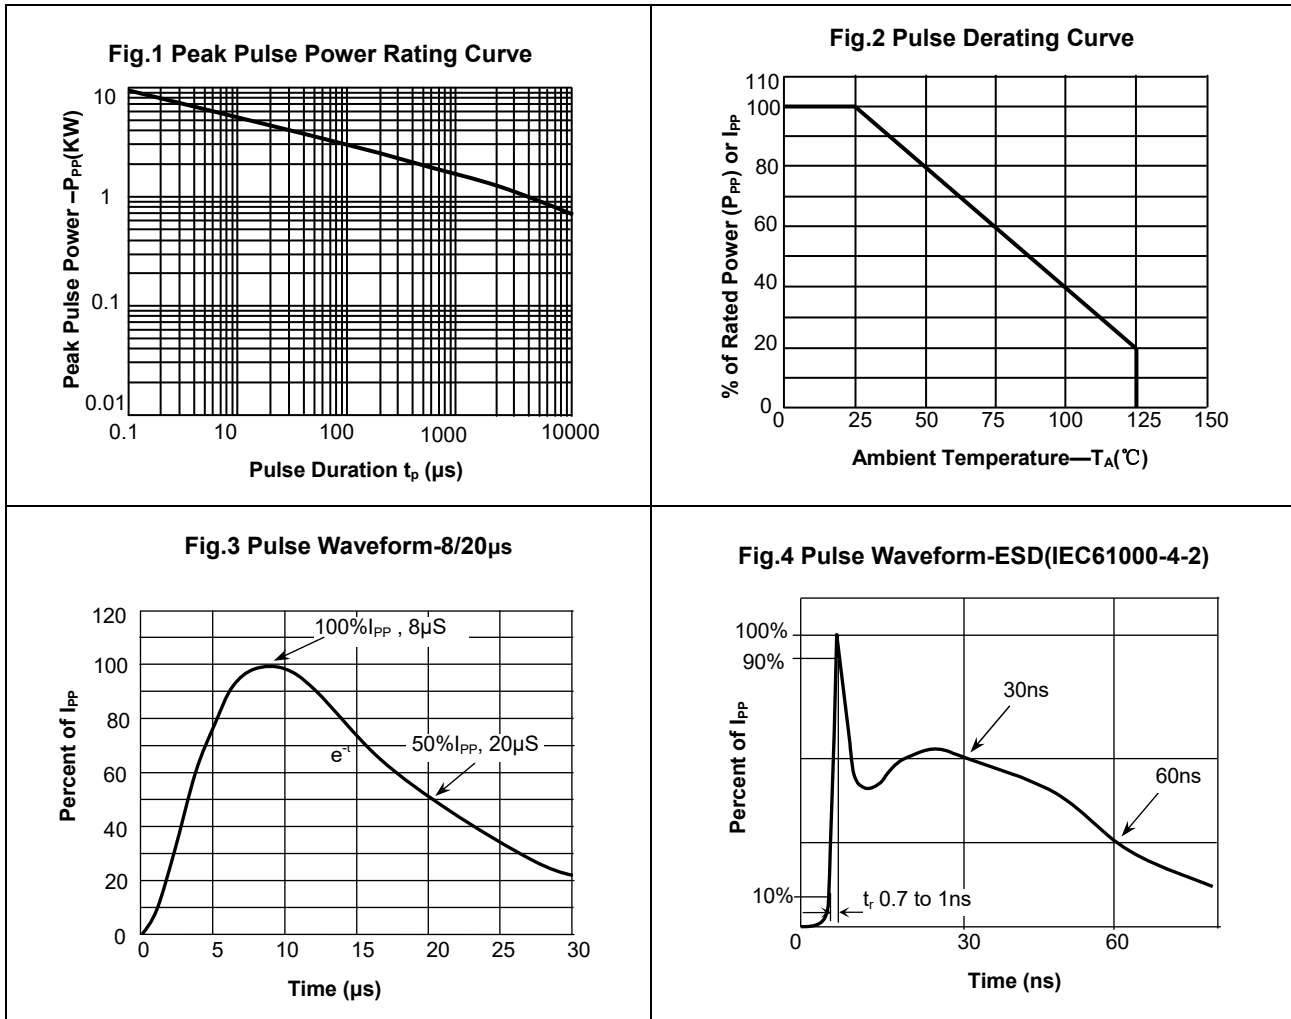 Fig.1 Peak Pulse Power Rating Curve
Peak Pulse Power –PPP(KW)
10
1
0.1
0.01
0.1 10 100 1000 10000
Pulse Duration tp (μs)
Fig.2 Pulse Derating Curve
% of Rated Power (PPP) or IPP
110
100
80
60
40
20
0
0 25 50 75 100 125 150
Ambient Temperature—TA(℃)
Fig.3 Pulse Waveform-8/20μs
Percent of IPP
120
100
80
60
40
20
0
100%IPP , 8μS
e-t
50%IPP, 20μS
0 5 10 15 20 25 30
Time (μs)
Fig.4 Pulse Waveform-ESD(IEC61000-4-2)
Percent of IPP
100%
90%
10%
30ns
60ns
tr 0.7 to 1ns
0 30 60
Time (ns)